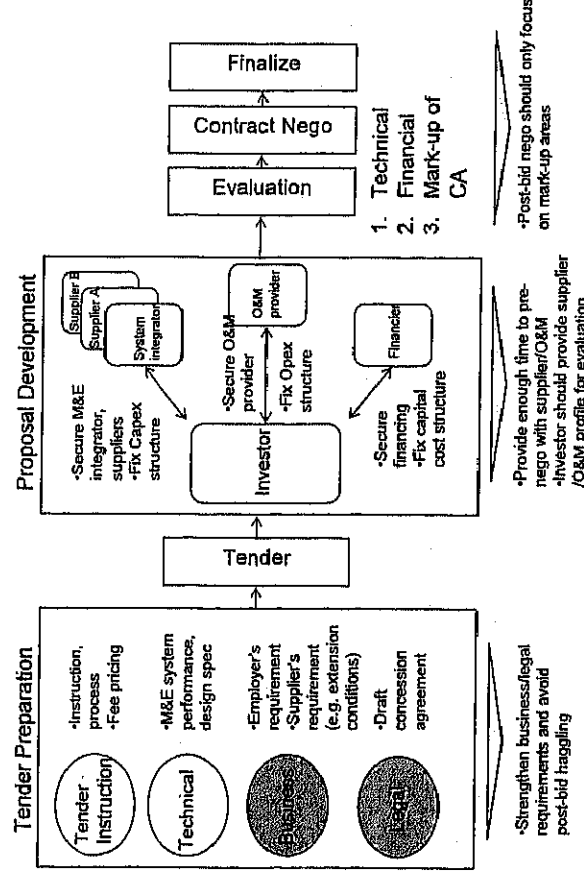 Tender Preparation
Tender
Instruction
•Instruction,
process
•Fee pricing
Technical
•M&E system
performance,
design spec
Business
•Employer's
requirement
•Supplier's
requirement
(e.g. extension
conditions)
Legal
•Draft
concession
agreement
•Strengthen business/legal
requirements and avoid
post-bid haggling
Tender
Proposal Development
•Secure M&E
integrator,
suppliers
•Fix Capex
structure
Supplier B
Supplier A
System
integrator
Investor
•Secure O&M
provider
•Fix Opex
structure
O&M
provider
•Secure
financing
•Fix capital
cost structure
Financier
•Provide enough time to pre-
nego with supplier/O&M
•Investor should provide supplier
/O&M profile for evaluation
Evaluation
Contract Nego
Finalize
1. Technical
2. Financial
3. Mark-up of
CA
•Post-bid nego should only focus
on mark-up areas